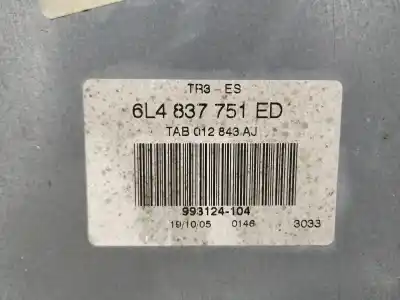 TR3 - ES
6L4 837 751 ED
TAB 012 843 AJ
993124-104
19/10/05 0146 3033